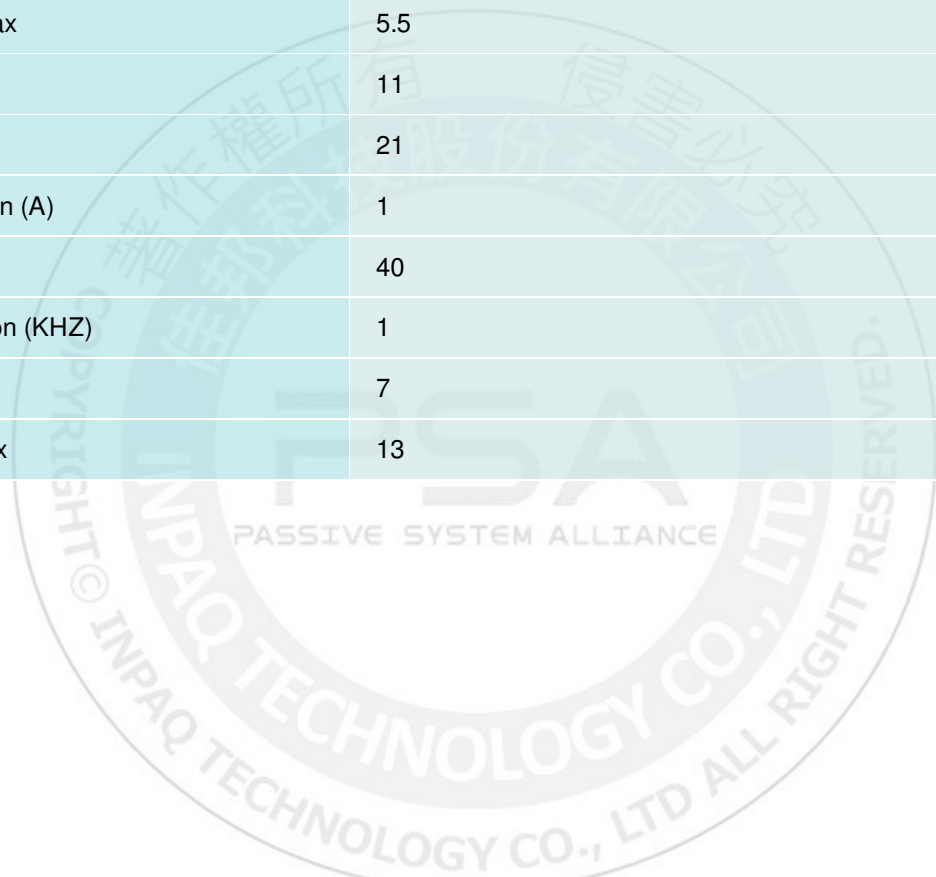 ax 5.5
11
21
n (A) 1
40
on (KHZ) 1
7
x 13
著作權所有 侵害必究
佳邦科技股份有限公司
PSA
PASSIVE SYSTEM ALLIANCE
INPAQ TECHNOLOGY CO., LTD
COPYRIGHT © INPAQ TECHNOLOGY CO., LTD ALL RIGHT RESERVED.